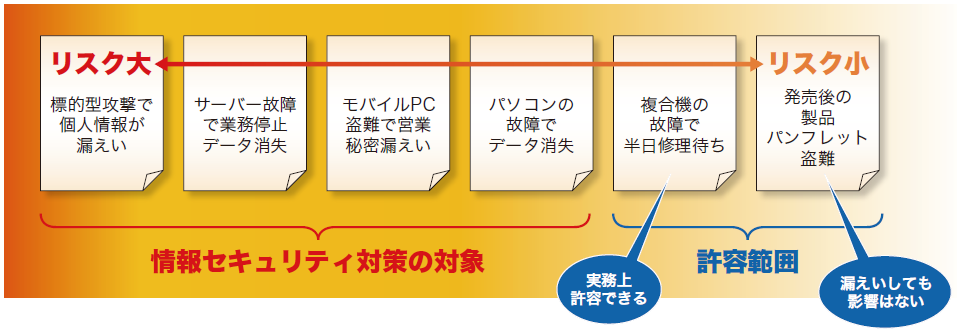 リスク大
リスク小
標的型攻撃で
個人情報が
漏えい
サーバー故障
で業務停止
データ消失
モバイルPC
盗難で営業
秘密漏えい
パソコンの
故障で
データ消失
複合機の
故障で
半日修理待ち
発売後の
製品
パンフレット
盗難
情報セキュリティ対策の対象
許容範囲
実務上
許容できる
漏えいしても
影響はない